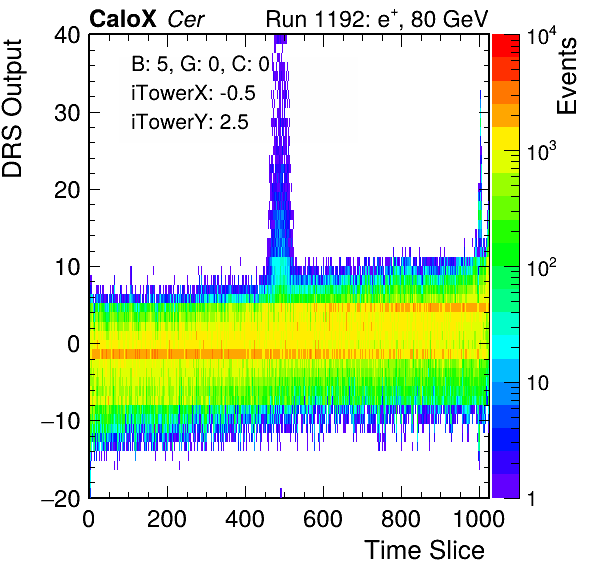 CaloX Cer Run 1192: e+, 80 GeV
B: 5, G: 0, C: 0
iTowerX: -0.5
iTowerY: 2.5
DRS Output
40
30
20
10
0
−10
−20
0 200 400 600 800 1000
Time Slice
Events
10^4
10^3
10^2
10
1